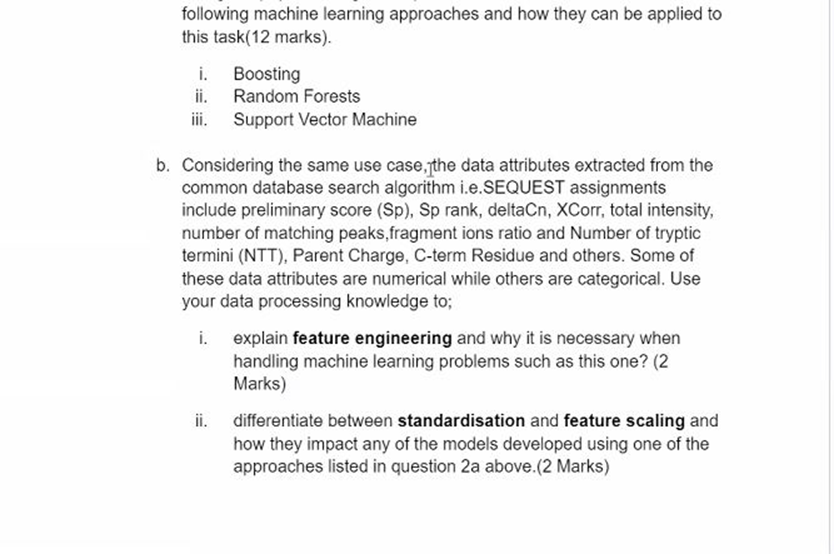 following machine learning approaches and how they can be applied to
this task(12 marks).
i. Boosting
ii. Random Forests
iii. Support Vector Machine
b. Considering the same use case, the data attributes extracted from the
common database search algorithm i.e.SEQUEST assignments
include preliminary score (Sp), Sp rank, deltaCn, XCorr, total intensity,
number of matching peaks,fragment ions ratio and Number of tryptic
termini (NTT), Parent Charge, C-term Residue and others. Some of
these data attributes are numerical while others are categorical. Use
your data processing knowledge to;
i. explain feature engineering and why it is necessary when
handling machine learning problems such as this one? (2
Marks)
ii. differentiate between standardisation and feature scaling and
how they impact any of the models developed using one of the
approaches listed in question 2a above.(2 Marks)